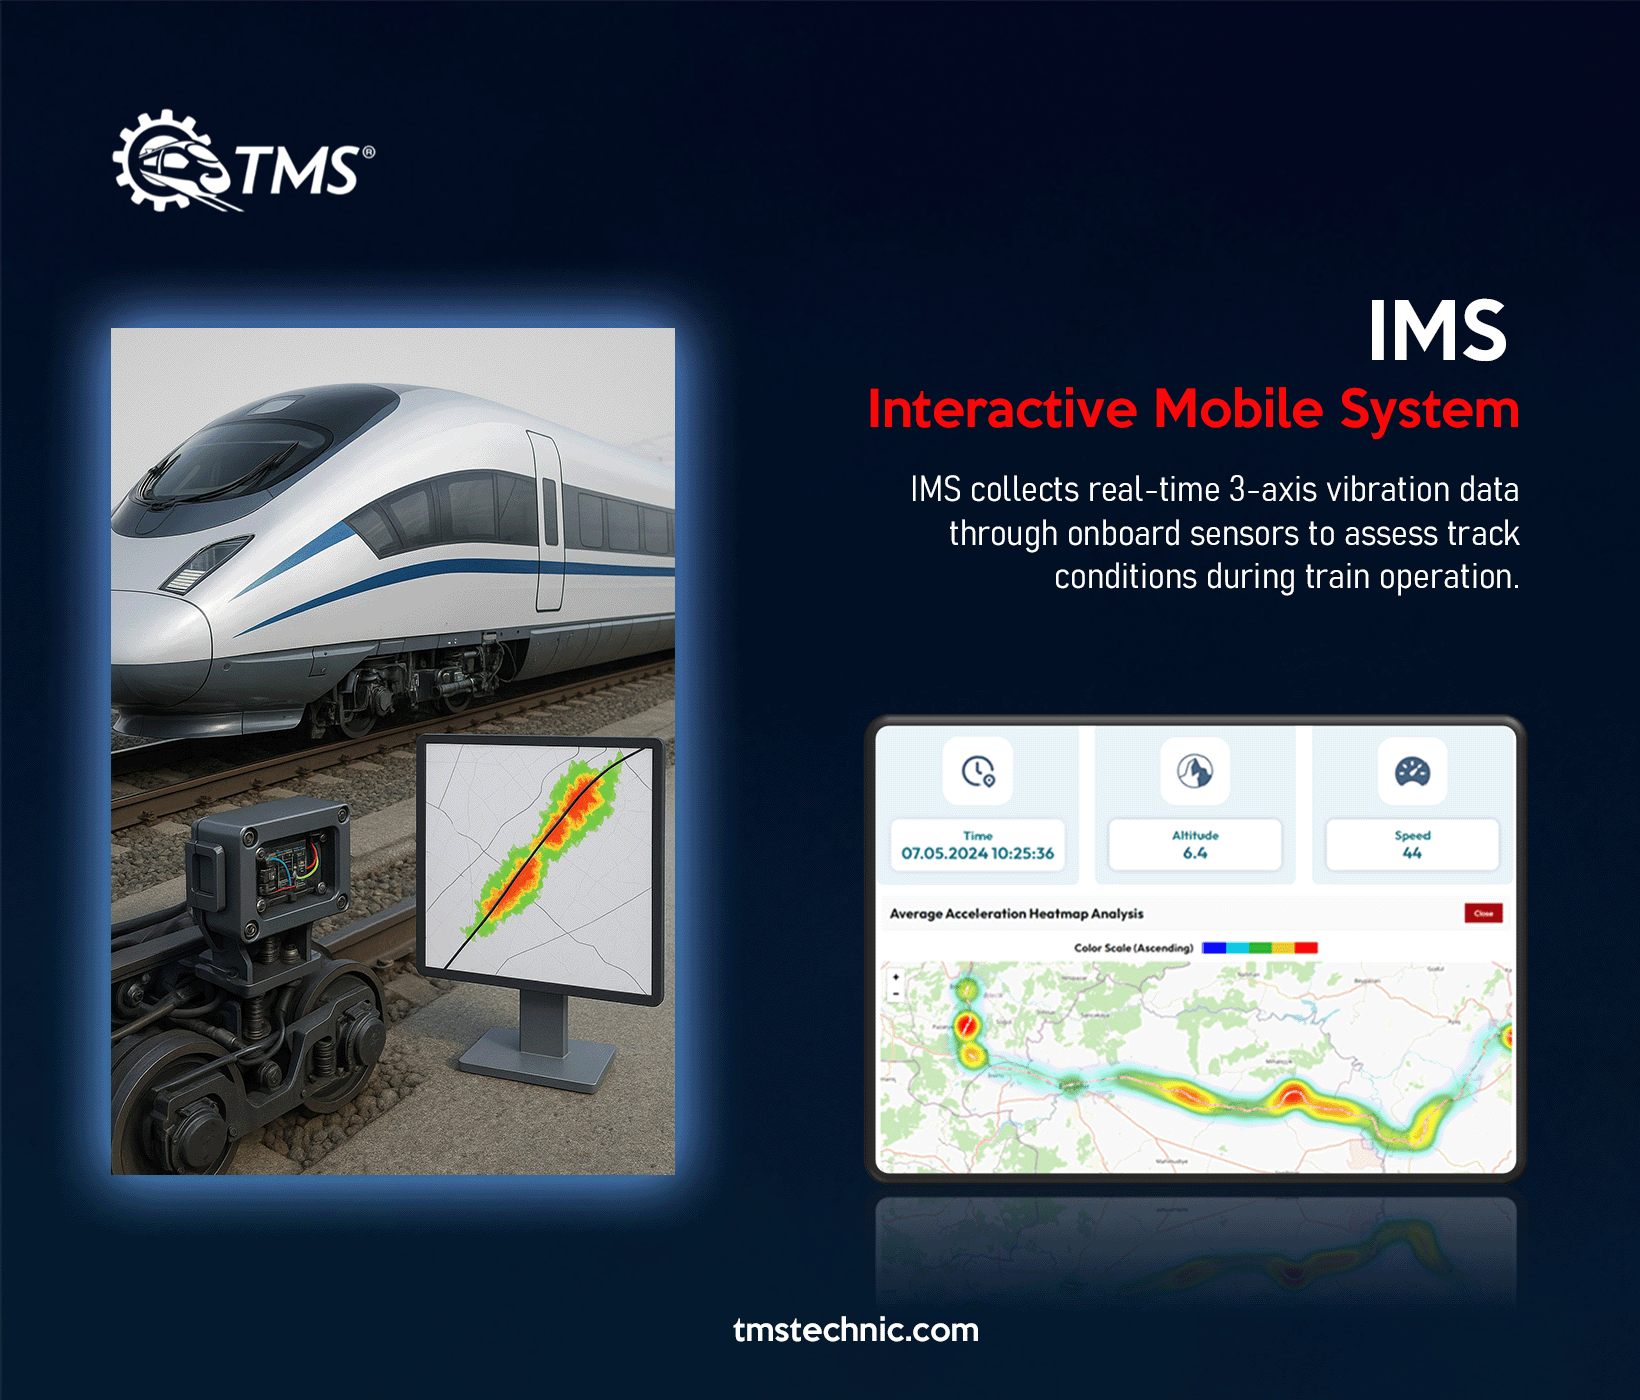 TMS®
IMS
Interactive Mobile System
IMS collects real-time 3-axis vibration data
through onboard sensors to assess track
conditions during train operation.
Time
07.05.2024 10:25:36
Altitude
6.4
Speed
44
Average Acceleration Heatmap Analysis
Close
Color Scale (Ascending)
+
-
tmstechnic.com